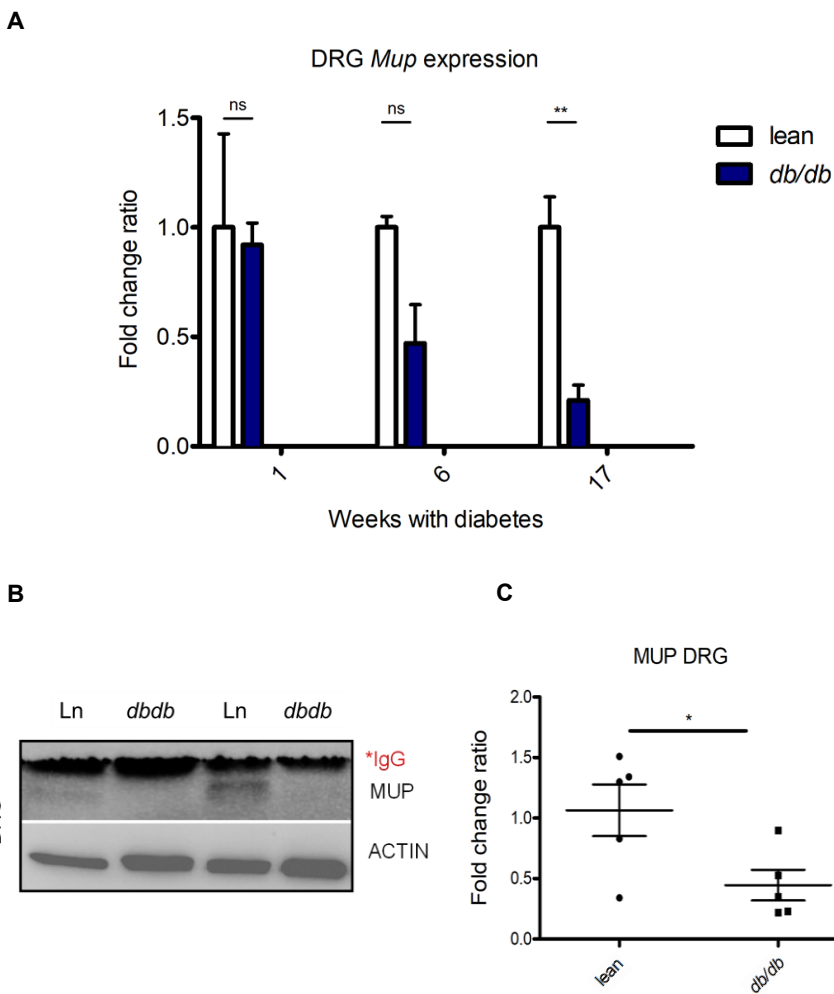 A
DRG Mup expression
ns
ns
**
lean
db/db
1.5
1.0
0.5
0.0
Fold change ratio
1
6
17
Weeks with diabetes
B
C
MUP DRG
Ln
dbdb
Ln
dbdb
*IgG
MUP
ACTIN
2.0
1.5
1.0
0.5
0.0
*
Fold change ratio
lean
db/db